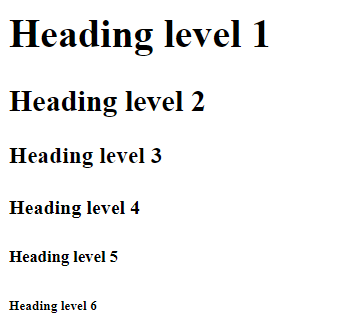 Heading level 1
Heading level 2
Heading level 3
Heading level 4
Heading level 5
Heading level 6